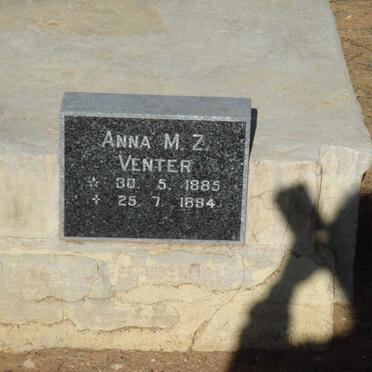 ANNA M. Z.
VENTER
☆ 30. 5. 1885
+ 25. 7. 1894